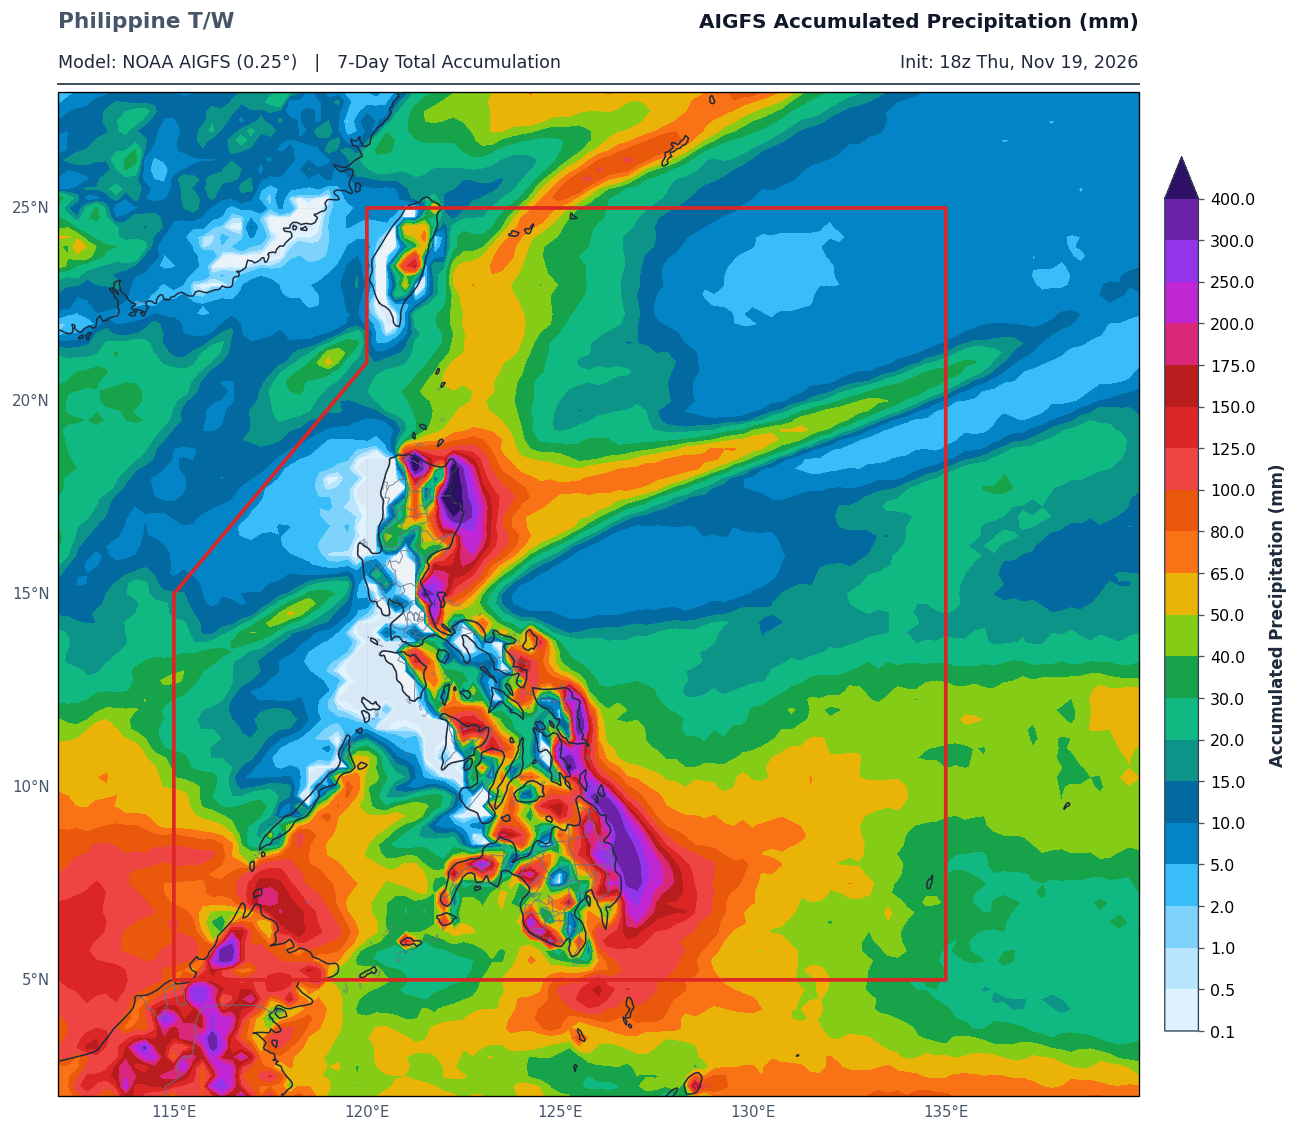 Philippine T/W
AIGFS Accumulated Precipitation (mm)
Model: NOAA AIGFS (0.25°)   |   7-Day Total Accumulation
Init: 18z Thu, Nov 19, 2026
25°N
20°N
15°N
10°N
5°N
115°E
120°E
125°E
130°E
135°E
400.0
300.0
250.0
200.0
175.0
150.0
125.0
100.0
80.0
65.0
50.0
40.0
30.0
20.0
15.0
10.0
5.0
2.0
1.0
0.5
0.1
Accumulated Precipitation (mm)